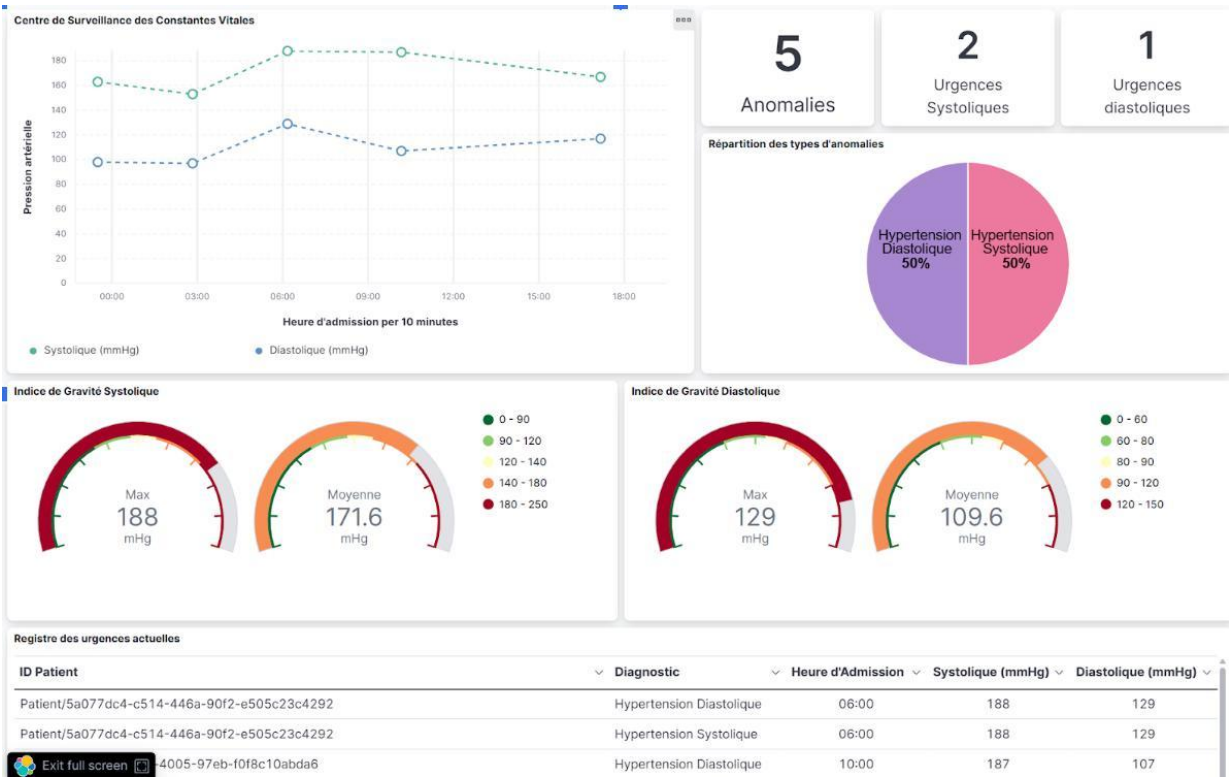 Centre de Surveillance des Constantes Vitales
Pression artérielle
180
160
140
120
100
80
60
40
20
0
00:00 03:00 06:00 09:00 12:00 15:00 18:00
Heure d'admission per 10 minutes
Systolique (mmHg) Diastolique (mmHg)
5
Anomalies
2
Urgences
Systoliques
1
Urgences
diastoliques
Répartition des types d'anomalies
Hypertension
Diastolique
50%
Hypertension
Systolique
50%
Indice de Gravité Systolique
Max
188
mHg
Moyenne
171.6
mHg
0 - 90
90 - 120
120 - 140
140 - 180
180 - 250
Indice de Gravité Diastolique
Max
129
mHg
Moyenne
109.6
mHg
0 - 60
60 - 80
80 - 90
90 - 120
120 - 150
Registre des urgences actuelles
ID Patient Diagnostic Heure d'Admission Systolique (mmHg) Diastolique (mmHg)
Patient/5a077dc4-c514-446a-90f2-e505c23c4292 Hypertension Diastolique 06:00 188 129
Patient/5a077dc4-c514-446a-90f2-e505c23c4292 Hypertension Systolique 06:00 188 129
Exit full screen -4005-97eb-f0f8c10abda6 Hypertension Diastolique 10:00 187 107